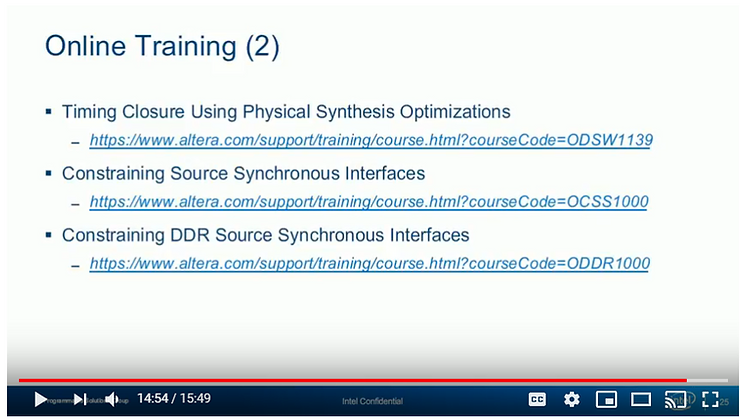 Online Training (2)
▪ Timing Closure Using Physical Synthesis Optimizations
– https://www.altera.com/support/training/course.html?courseCode=ODSW1139
▪ Constraining Source Synchronous Interfaces
– https://www.altera.com/support/training/course.html?courseCode=OCSS1000
▪ Constraining DDR Source Synchronous Interfaces
– https://www.altera.com/support/training/course.html?courseCode=ODDR1000
14:54 / 15:49
Intel Confidential
CC
25